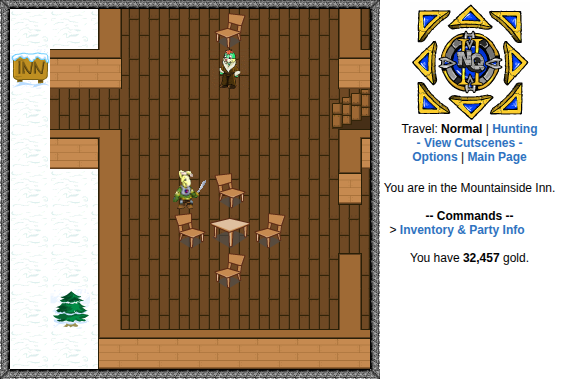 INN
NQ
Travel: Normal | Hunting
- View Cutscenes -
Options | Main Page
You are in the Mountainside Inn.
-- Commands --
> Inventory & Party Info
You have 32,457 gold.